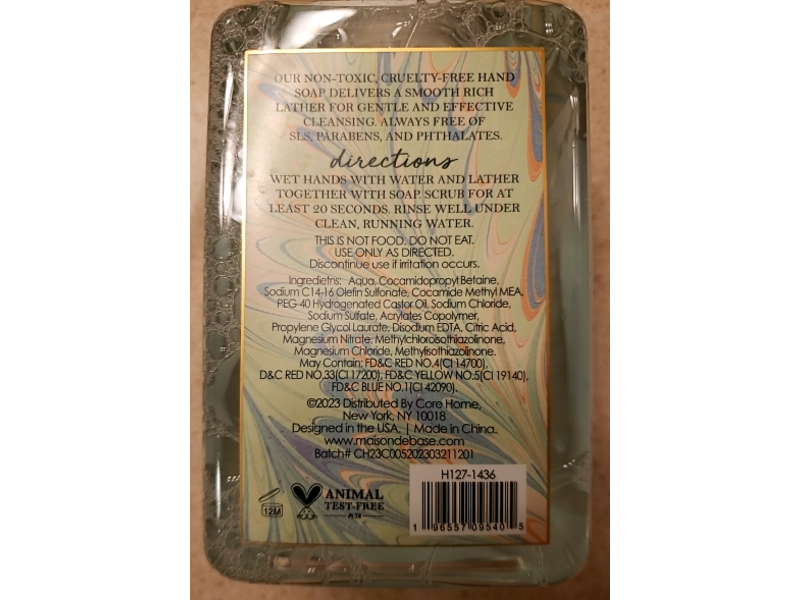 OUR NON-TOXIC, CRUELTY-FREE HAND
SOAP DELIVERS A SMOOTH RICH
LATHER FOR GENTLE AND EFFECTIVE
CLEANSING. ALWAYS FREE OF
SLS, PARABENS, AND PHTHALATES.
directions
WET HANDS WITH WATER AND LATHER
TOGETHER WITH SOAP. SCRUB FOR AT
LEAST 20 SECONDS. RINSE WELL UNDER
CLEAN, RUNNING WATER.
THIS IS NOT FOOD. DO NOT EAT.
USE ONLY AS DIRECTED.
Discontinue use if irritation occurs.
Ingredietns: Aqua, Cocamidopropyl Betaine,
Sodium C14-16 Olefin Sulfonate, Cocamide Methyl MEA,
PEG-40 Hydrogenated Castor Oil, Sodium Chloride,
Sodium Sulfate, Acrylates Copolymer,
Propylene Glycol Laurate, Disodium EDTA, Citric Acid,
Magnesium Nitrate, Methylchloroisothiazolinone,
Magnesium Chloride, Methylisothiazolinone.
May Contain: FD&C RED NO.4(CI 14700),
D&C RED NO.33(CI 17200), FD&C YELLOW NO.5(CI 19140),
FD&C BLUE NO.1(CI 42090).
©2023 Distributed By Core Home,
New York, NY 10018
Designed in the USA. | Made in China.
www.maisondebase.com
Batch# CH23C005202303211201
H127-1436
12M
ANIMAL
TEST-FREE
PETA
1 96557 09540 5